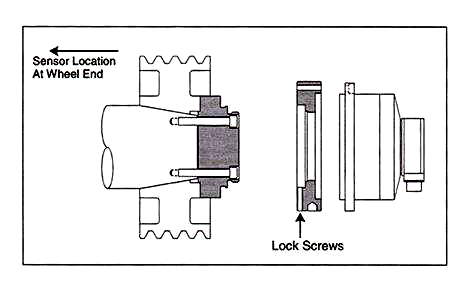 Sensor Location
At Wheel End
Lock Screws